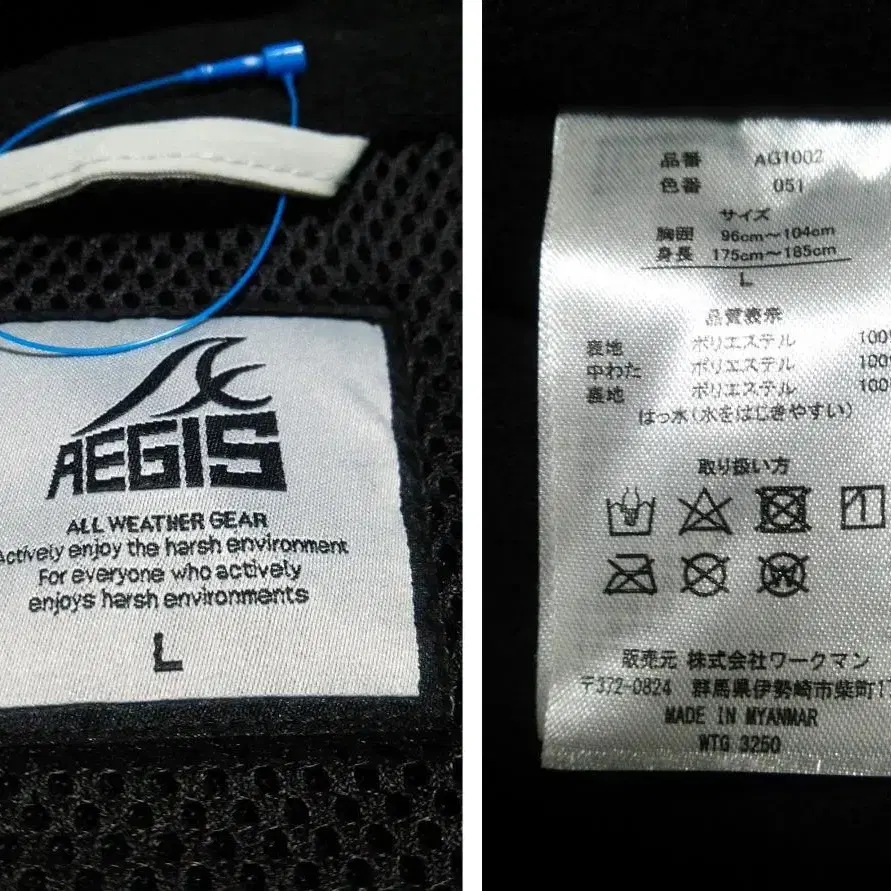 AEGIS
ALL WEATHER GEAR
Actively enjoy the harsh environment
For everyone who actively
enjoys harsh environments
L
品番 AG1002
色番 051
サイズ
胸囲 96cm～104cm
身長 175cm～185cm
L
品質表示
表地 ポリエステル 100%
中わた ポリエステル 100%
裏地 ポリエステル 100
はっ水(水をはじきやすい)
取り扱い方
W
販売元 株式会社ワークマン
〒372-0824 群馬県伊勢崎市柴町17
MADE IN MYANMAR
WTG 3250